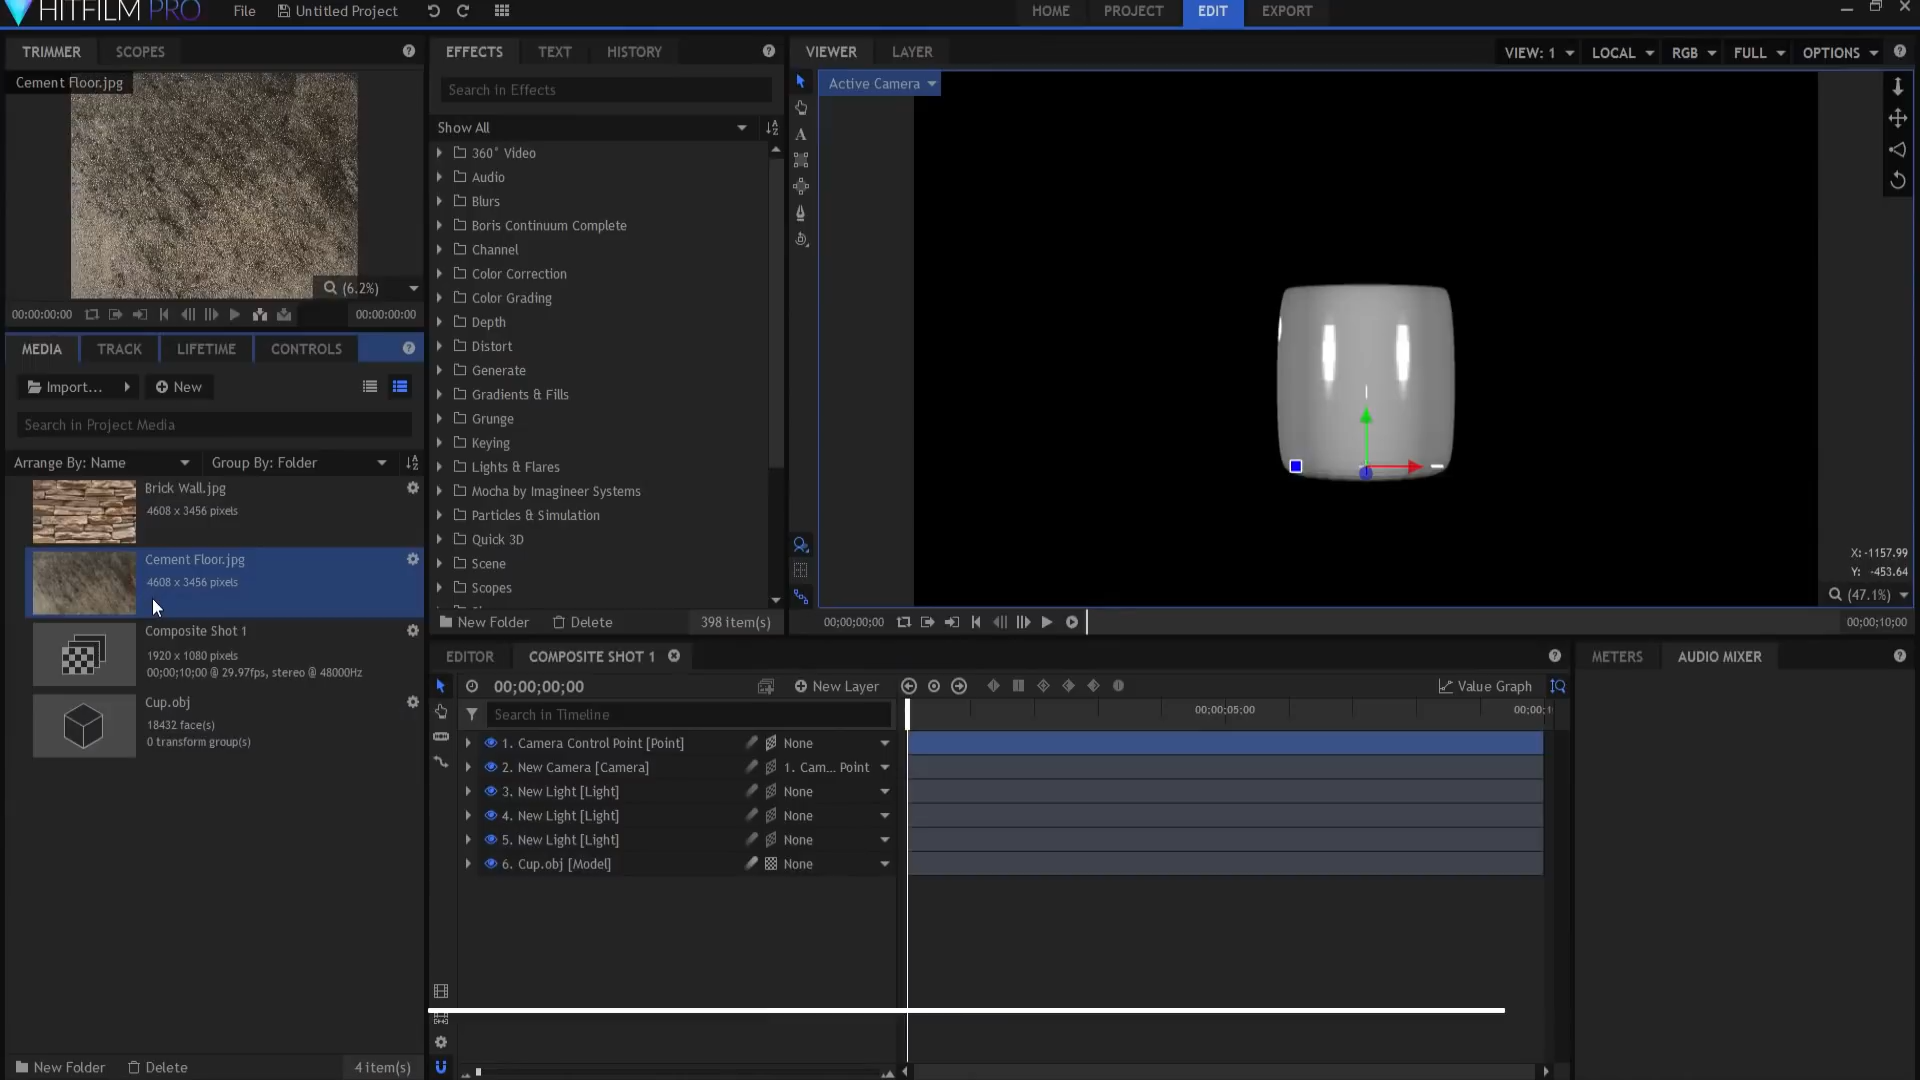 HITFILM PRO
File
Untitled Project
HOME
PROJECT
EDIT
EXPORT
TRIMMER
SCOPES
Cement Floor.jpg
(6.2%)
00:00:00:00
00:00:00:00
MEDIA
TRACK
LIFETIME
CONTROLS
Import...
New
Search in Project Media
Arrange By: Name
Group By: Folder
Brick Wall.jpg
4608 x 3456 pixels
Cement Floor.jpg
4608 x 3456 pixels
Composite Shot 1
1920 x 1080 pixels
00;00;10;00 @ 29.97fps, stereo @ 48000Hz
Cup.obj
18432 face(s)
0 transform group(s)
New Folder
Delete
4 item(s)
EFFECTS
TEXT
HISTORY
Search in Effects
Show All
360° Video
Audio
Blurs
Boris Continuum Complete
Channel
Color Correction
Color Grading
Depth
Distort
Generate
Gradients & Fills
Grunge
Keying
Lights & Flares
Mocha by Imagineer Systems
Particles & Simulation
Quick 3D
Scene
Scopes
New Folder
Delete
398 item(s)
VIEWER
LAYER
VIEW: 1
LOCAL
RGB
FULL
OPTIONS
Active Camera
X: -1157.99
Y: -453.64
(47.1%)
00;00;00;00
00;00;10;00
EDITOR
COMPOSITE SHOT 1
00;00;00;00
New Layer
Value Graph
Search in Timeline
00;00;05;00
00;00;1
1. Camera Control Point [Point]
None
2. New Camera [Camera]
1. Cam... Point
3. New Light [Light]
None
4. New Light [Light]
None
5. New Light [Light]
None
6. Cup.obj [Model]
None
METERS
AUDIO MIXER